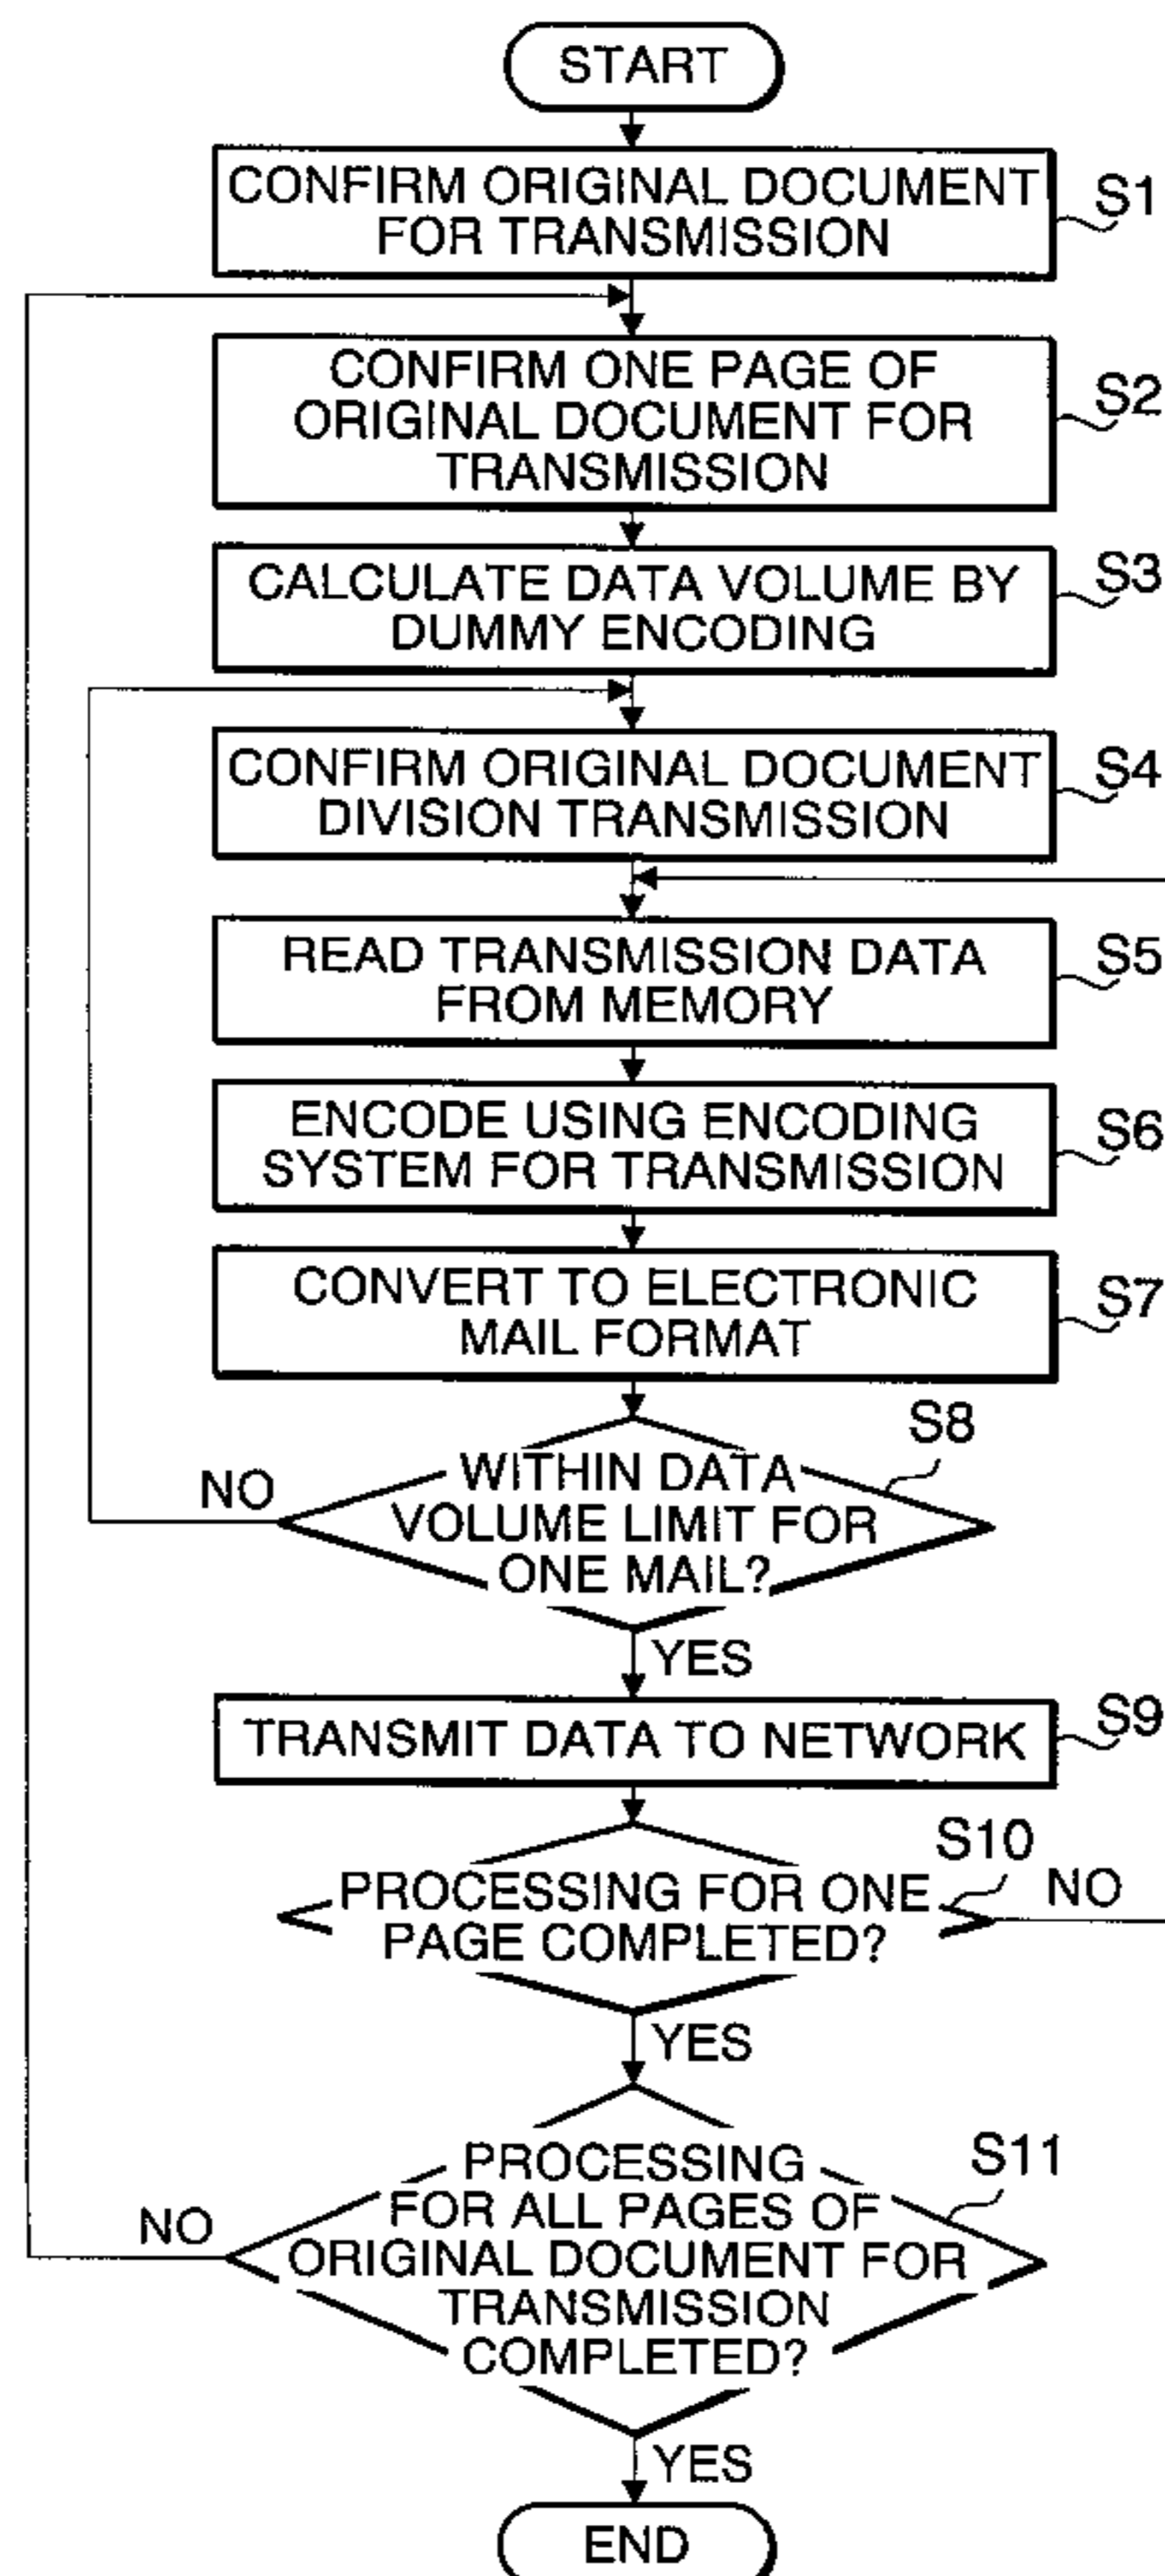 START
CONFIRM ORIGINAL DOCUMENT
FOR TRANSMISSION
S1
CONFIRM ONE PAGE OF
ORIGINAL DOCUMENT FOR
TRANSMISSION
S2
CALCULATE DATA VOLUME BY
DUMMY ENCODING
S3
CONFIRM ORIGINAL DOCUMENT
DIVISION TRANSMISSION
S4
READ TRANSMISSION DATA
FROM MEMORY
S5
ENCODE USING ENCODING
SYSTEM FOR TRANSMISSION
S6
CONVERT TO ELECTRONIC
MAIL FORMAT
S7
S8
NO
WITHIN DATA
VOLUME LIMIT FOR
ONE MAIL?
YES
TRANSMIT DATA TO NETWORK
S9
S10
PROCESSING FOR ONE
PAGE COMPLETED?
NO
YES
S11
NO
PROCESSING
FOR ALL PAGES OF
ORIGINAL DOCUMENT FOR
TRANSMISSION
COMPLETED?
YES
END